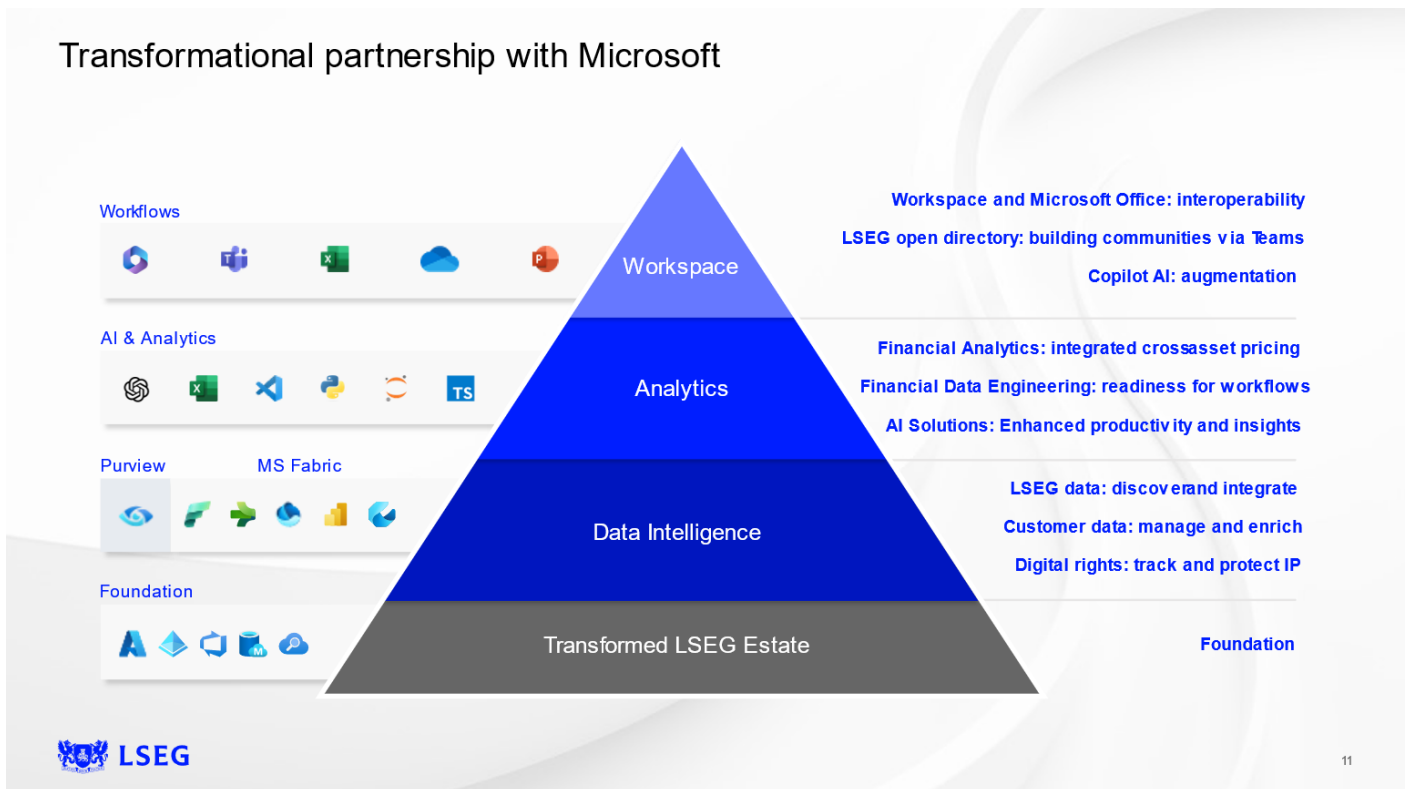 Transformational partnership with Microsoft
Workflows
Workspace
Workspace and Microsoft Office: interoperability
LSEG open directory: building communities via Teams
Copilot AI: augmentation
AI & Analytics
TS
Analytics
Financial Analytics: integrated crossasset pricing
Financial Data Engineering: readiness for workflows
AI Solutions: Enhanced productivity and insights
Purview
MS Fabric
Data Intelligence
LSEG data: discoverand integrate
Customer data: manage and enrich
Digital rights: track and protect IP
Foundation
M
Transformed LSEG Estate
Foundation
LSEG
11